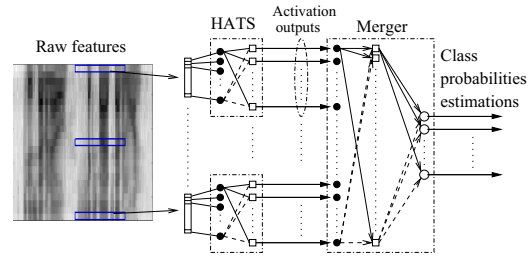 Raw features
HATS
Activation
outputs
Merger
Class
probabilities
estimations